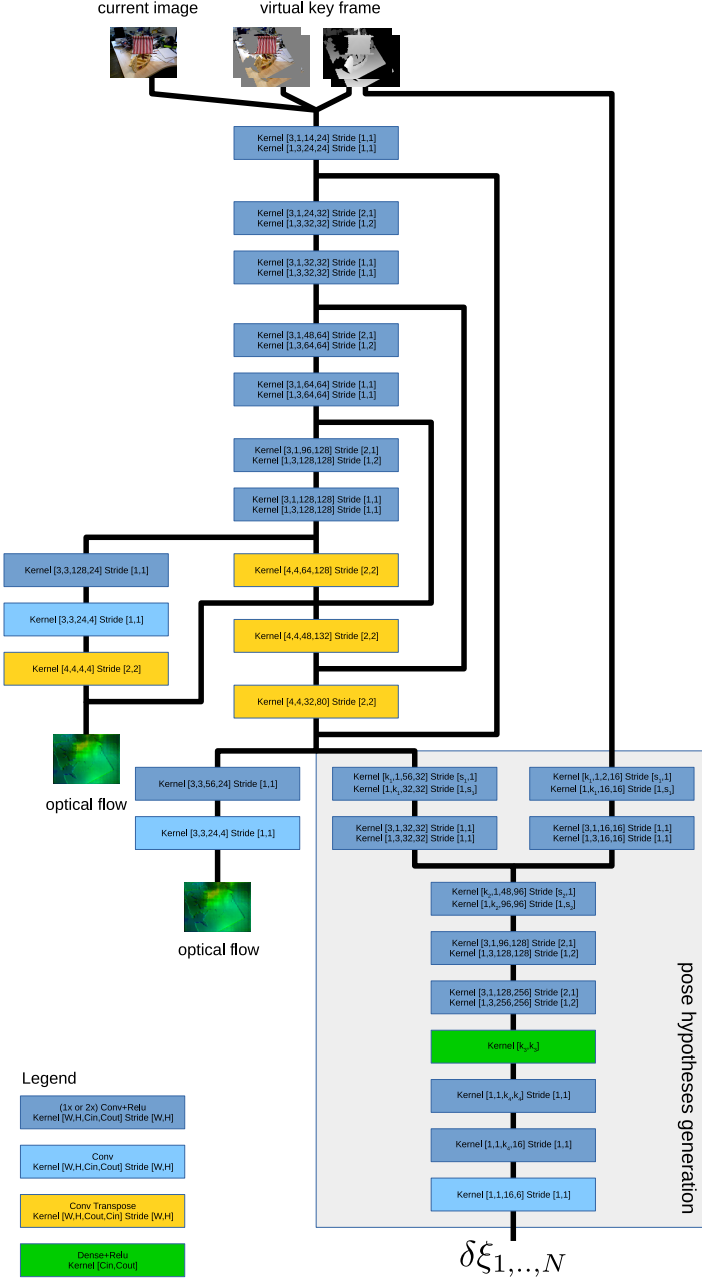 current image
virtual key frame
Kernel [3,1,14,24] Stride [1,1]
Kernel [1,3,24,24] Stride [1,1]
Kernel [3,1,24,32] Stride [2,1]
Kernel [1,3,32,32] Stride [1,2]
Kernel [3,1,32,32] Stride [1,1]
Kernel [1,3,32,32] Stride [1,1]
Kernel [3,1,48,64] Stride [2,1]
Kernel [1,3,64,64] Stride [1,2]
Kernel [3,1,64,64] Stride [1,1]
Kernel [1,3,64,64] Stride [1,1]
Kernel [3,1,96,128] Stride [2,1]
Kernel [1,3,128,128] Stride [1,2]
Kernel [3,1,128,128] Stride [1,1]
Kernel [1,3,128,128] Stride [1,1]
Kernel [3,3,128,24] Stride [1,1]
Kernel [3,3,24,4] Stride [1,1]
Kernel [4,4,4,4] Stride [2,2]
optical flow
Kernel [4,4,64,128] Stride [2,2]
Kernel [4,4,48,132] Stride [2,2]
Kernel [4,4,32,80] Stride [2,2]
Kernel [3,3,56,24] Stride [1,1]
Kernel [3,3,24,4] Stride [1,1]
optical flow
Kernel [k₁,1,56,32] Stride [s₁,1]
Kernel [1,k₁,32,32] Stride [1,s₁]
Kernel [3,1,32,32] Stride [1,1]
Kernel [1,3,32,32] Stride [1,1]
Kernel [k₁,1,2,16] Stride [s₁,1]
Kernel [1,k₁,16,16] Stride [1,s₁]
Kernel [3,1,16,16] Stride [1,1]
Kernel [1,3,16,16] Stride [1,1]
Kernel [k₂,1,48,96] Stride [s₂,1]
Kernel [1,k₂,96,96] Stride [1,s₂]
Kernel [3,1,96,128] Stride [2,1]
Kernel [1,3,128,128] Stride [1,2]
Kernel [3,1,128,256] Stride [2,1]
Kernel [1,3,256,256] Stride [1,2]
Kernel
Kernel [1,1,k₄,k₄] Stride [1,1]
Kernel Stride [1,1]
Kernel [1,1,16,6] Stride [1,1]
pose hypotheses generation
δξ₁,..,N
Legend
(1x or 2x) Conv+Relu
Kernel [W,H,Cin,Cout] Stride [W,H]
Conv
Kernel [W,H,Cin,Cout] Stride [W,H]
Conv Transpose
Kernel [W,H,Cout,Cin] Stride [W,H]
Dense+Relu
Kernel [Cin,Cout]